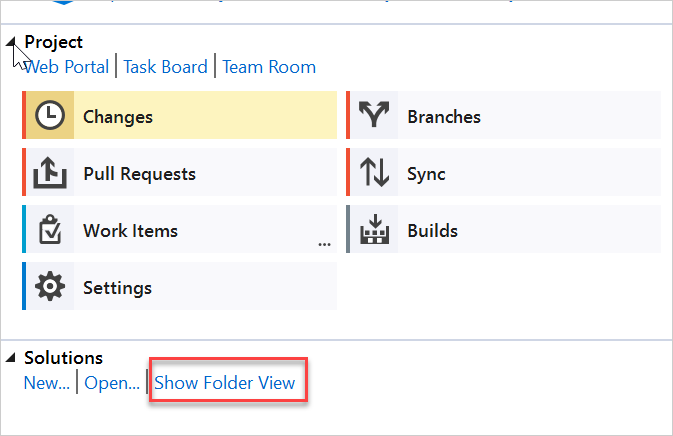 Project
Web Portal | Task Board | Team Room
Changes
Branches
Pull Requests
Sync
Work Items
...
Builds
Settings
Solutions
New... | Open... | Show Folder View